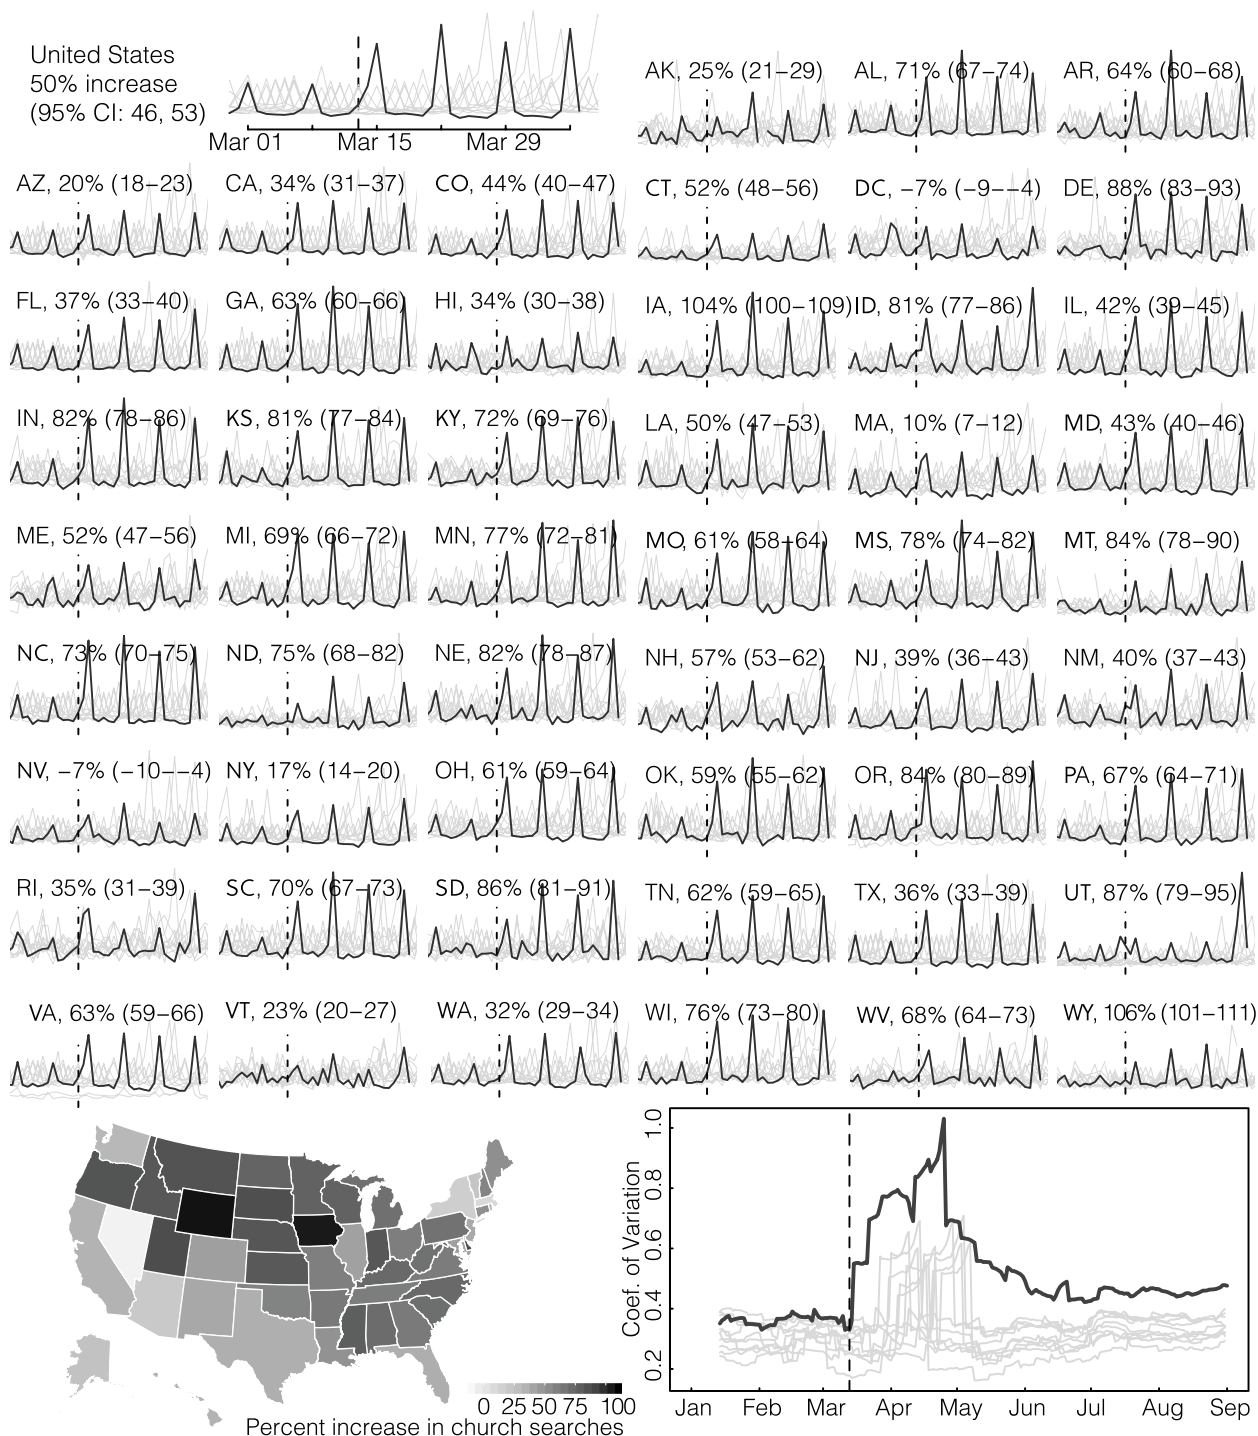 United States
50% increase
(95% CI: 46, 53)
Mar 01
Mar 15
Mar 29
AK, 25% (21−29)
AL, 71% (67−74)
AR, 64% (60−68)
AZ, 20% (18−23)
CA, 34% (31−37)
CO, 44% (40−47)
CT, 52% (48−56)
DC, −7% (−9−−4)
DE, 88% (83−93)
FL, 37% (33−40)
GA, 63% (60−66)
HI, 34% (30−38)
IA, 104% (100−109)
ID, 81% (77−86)
IL, 42% (39−45)
IN, 82% (78−86)
KS, 81% (77−84)
KY, 72% (69−76)
LA, 50% (47−53)
MA, 10% (7−12)
MD, 43% (40−46)
ME, 52% (47−56)
MI, 69% (66−72)
MN, 77% (72−81)
MO, 61% (58−64)
MS, 78% (74−82)
MT, 84% (78−90)
NC, 73% (70−75)
ND, 75% (68−82)
NE, 82% (78−87)
NH, 57% (53−62)
NJ, 39% (36−43)
NM, 40% (37−43)
NV, −7% (−10−−4)
NY, 17% (14−20)
OH, 61% (59−64)
OK, 59% (55−62)
OR, 84% (80−89)
PA, 67% (64−71)
RI, 35% (31−39)
SC, 70% (67−73)
SD, 86% (81−91)
TN, 62% (59−65)
TX, 36% (33−39)
UT, 87% (79−95)
VA, 63% (59−66)
VT, 23% (20−27)
WA, 32% (29−34)
WI, 76% (73−80)
WV, 68% (64−73)
WY, 106% (101−111)
0 25 50 75 100
Percent increase in church searches
Coef. of Variation
1.0
0.8
0.6
0.4
0.2
Jan Feb Mar Apr May Jun Jul Aug Sep